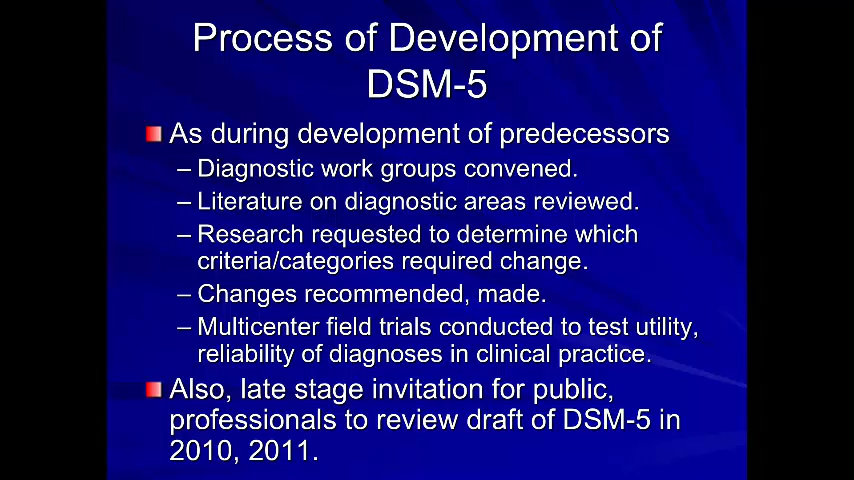 Process of Development of
DSM-5
As during development of predecessors
– Diagnostic work groups convened.
– Literature on diagnostic areas reviewed.
– Research requested to determine which
criteria/categories required change.
– Changes recommended, made.
– Multicenter field trials conducted to test utility,
reliability of diagnoses in clinical practice.
Also, late stage invitation for public,
professionals to review draft of DSM-5 in
2010, 2011.